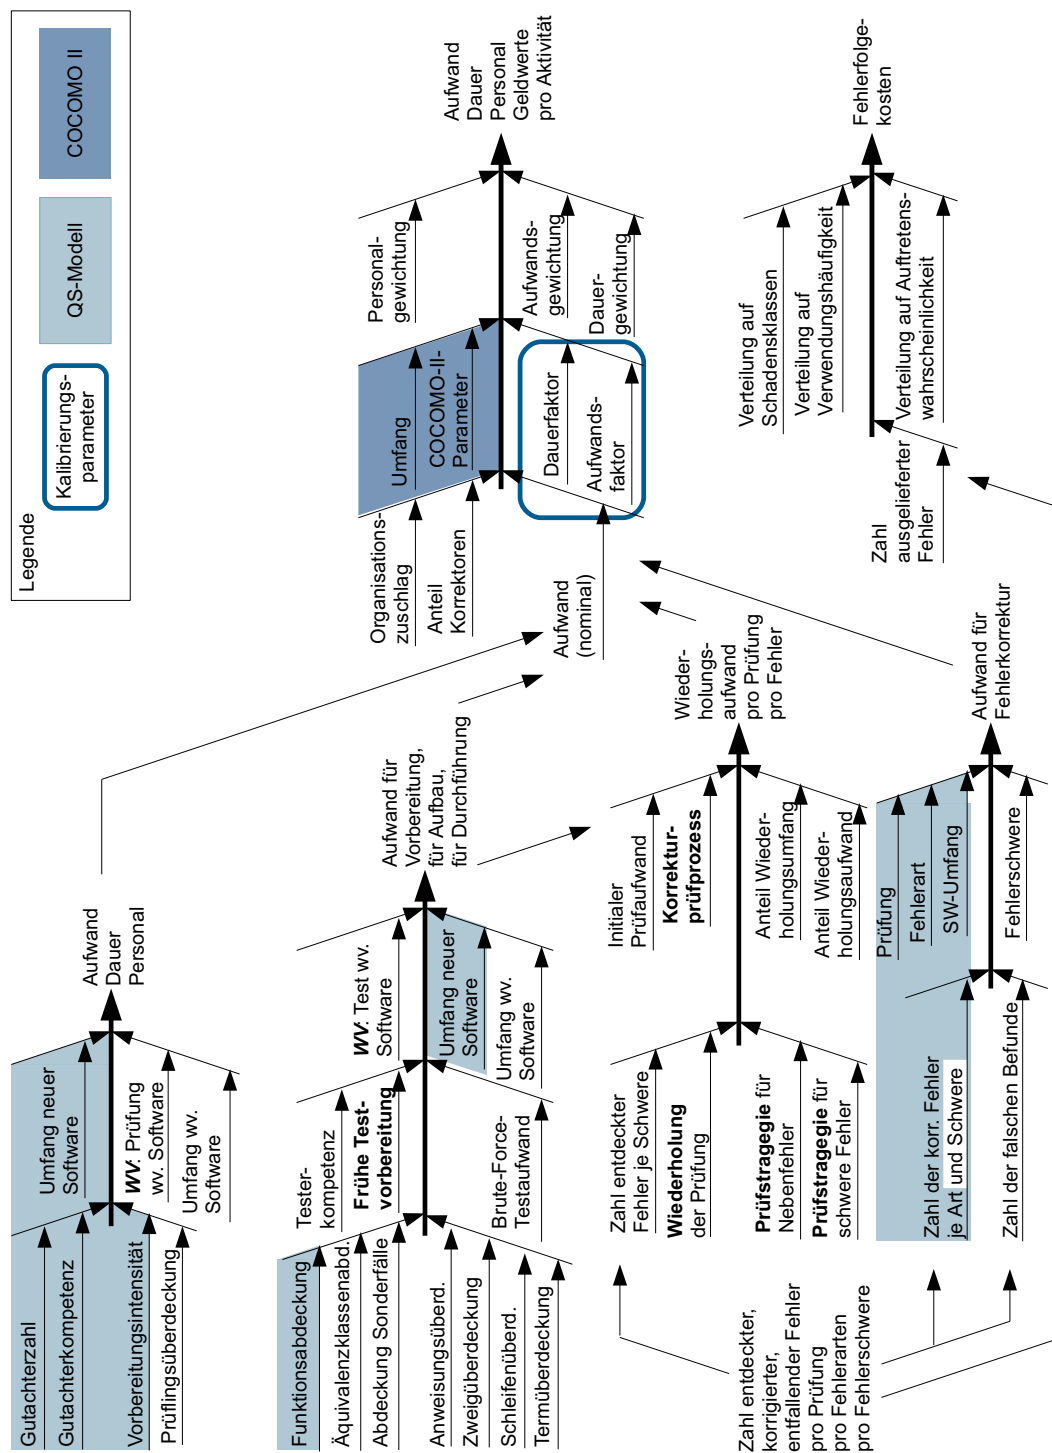 Legende
Kalibrierungs-
parameter
QS-Modell
COCOMO II
Gutachterzahl
Gutachterkompetenz
Vorbereitungsintensität
Prüflingsüberdeckung
Umfang neuer
Software
WV: Prüfung
wv. Software
Umfang wv.
Software
Aufwand
Dauer
Personal
Funktionsabdeckung
Äquivalenzklassenabd.
Abdeckung Sonderfälle
Anweisungsüberd.
Zweigüberdeckung
Schleifenüberd.
Termüberdeckung
Tester-
kompetenz
Frühe Test-
vorbereitung
Brute-Force-
Testaufwand
WV: Test wv.
Software
Umfang neuer
Software
Umfang wv.
Software
Aufwand für
Vorbereitung,
für Aufbau,
für Durchführung
Organisations-
zuschlag
Anteil
Korrektoren
Aufwand
(nominal)
Umfang
COCOMO-II-
Parameter
Dauerfaktor
Aufwands-
faktor
Personal-
gewichtung
Aufwands-
gewichtung
Dauer-
gewichtung
Aufwand
Dauer
Personal
Geldwerte
pro Aktivität
Zahl entdeckter
Fehler je Schwere
Wiederholung
der Prüfung
Prüfstragegie für
Nebenfehler
Prüfstragegie für
schwere Fehler
Initialer
Prüfaufwand
Korrektur-
prüfprozess
Anteil Wieder-
holungsumfang
Anteil Wieder-
holungsaufwand
Wieder-
holungs-
aufwand
pro Prüfung
pro Fehler
Zahl entdeckter,
korrigierter,
entfallender Fehler
pro Prüfung
pro Fehlerarten
pro Fehlerschwere
Zahl der korr. Fehler
je Art und Schwere
Zahl der falschen Befunde
Prüfung
Fehlerart
SW-Umfang
Fehlerschwere
Aufwand für
Fehlerkorrektur
Zahl
ausgelieferter
Fehler
Verteilung auf
Schadensklassen
Verteilung auf
Verwendungshäufigkeit
Verteilung auf Auftretens-
wahrscheinlichkeit
Fehlerfolge-
kosten